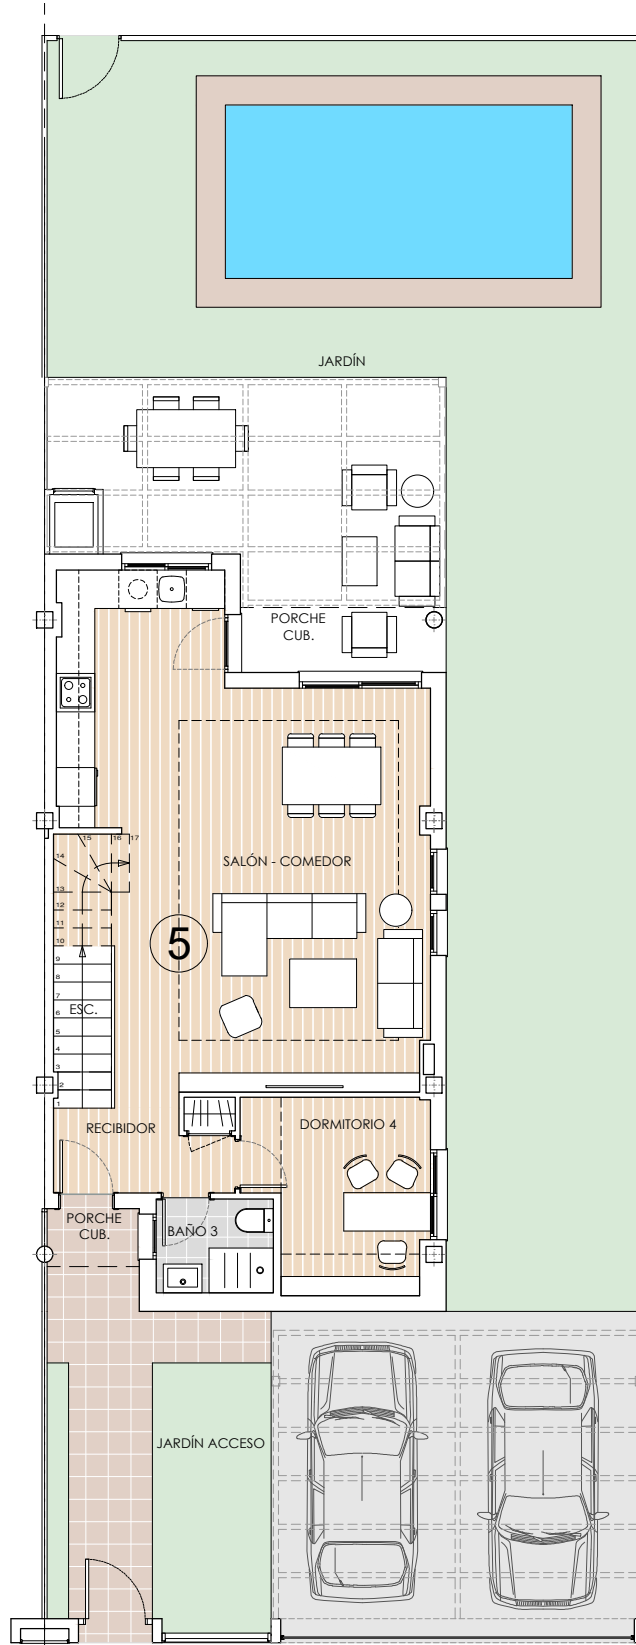 JARDÍN
PORCHE
CUB.
15 16 17
14
13
12
11
10
9
8
7
6
5
4
3
2
1
SALÓN - COMEDOR
5
ESC.
RECIBIDOR
DORMITORIO 4
PORCHE
CUB.
BAÑO 3
JARDÍN ACCESO